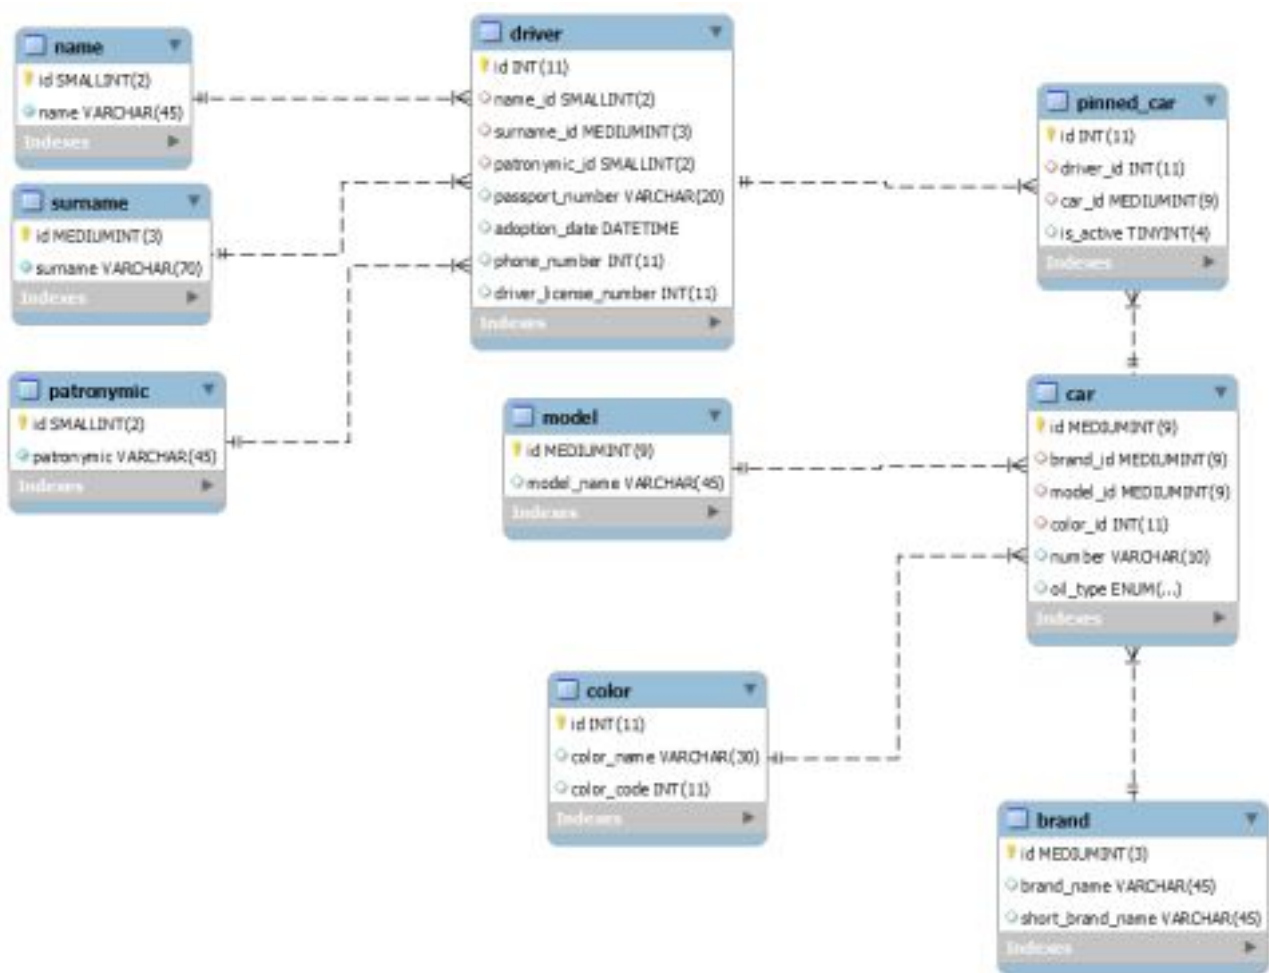 name
id SMALLINT(2)
name VARCHAR(45)
Indexes
surname
id MEDIUMINT(3)
surname VARCHAR(70)
Indexes
patronymic
id SMALLINT(2)
patronymic VARCHAR(45)
Indexes
driver
id INT(11)
name_id SMALLINT(2)
surname_id MEDIUMINT(3)
patronymic_id SMALLINT(2)
passport_number VARCHAR(20)
adoption_date DATETIME
phone_number INT(11)
driver_license_number INT(11)
Indexes
model
id MEDIUMINT(9)
model_name VARCHAR(45)
Indexes
color
id INT(11)
color_name VARCHAR(30)
color_code INT(11)
Indexes
pinned_car
id INT(11)
driver_id INT(11)
car_id MEDIUMINT(9)
is_active TINYINT(4)
Indexes
car
id MEDIUMINT(9)
brand_id MEDIUMINT(9)
model_id MEDIUMINT(9)
color_id INT(11)
number VARCHAR(10)
oil_type ENUM(...)
Indexes
brand
id MEDIUMINT(3)
brand_name VARCHAR(45)
short_brand_name VARCHAR(45)
Indexes